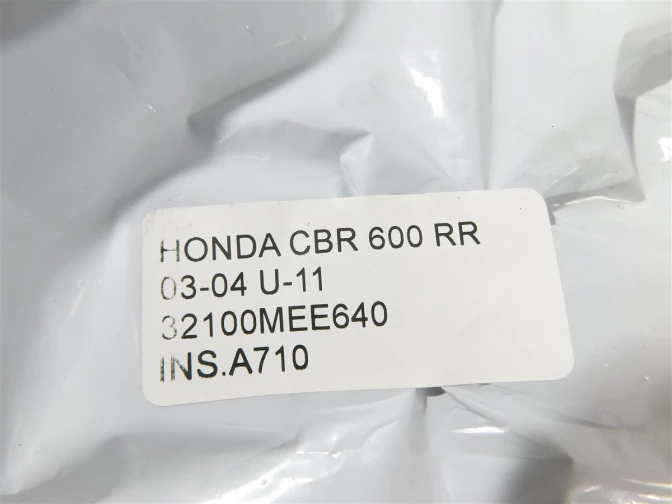 HONDA CBR 600 RR
03-04 U-11
32100MEE640
INS.A710